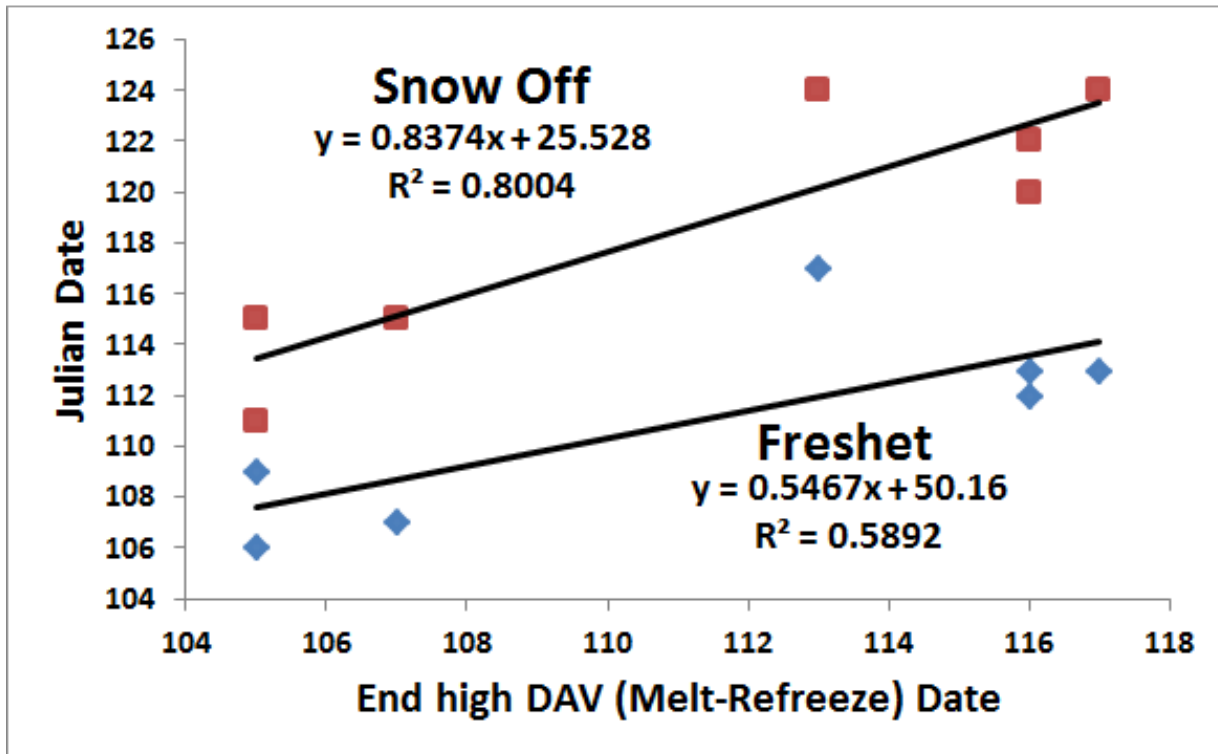 126
124
122
120
118
116
114
112
110
108
106
104
Julian Date
Snow Off
y = 0.8374x + 25.528
R² = 0.8004
Freshet
y = 0.5467x + 50.16
R² = 0.5892
104 106 108 110 112 114 116 118
End high DAV (Melt-Refreeze) Date